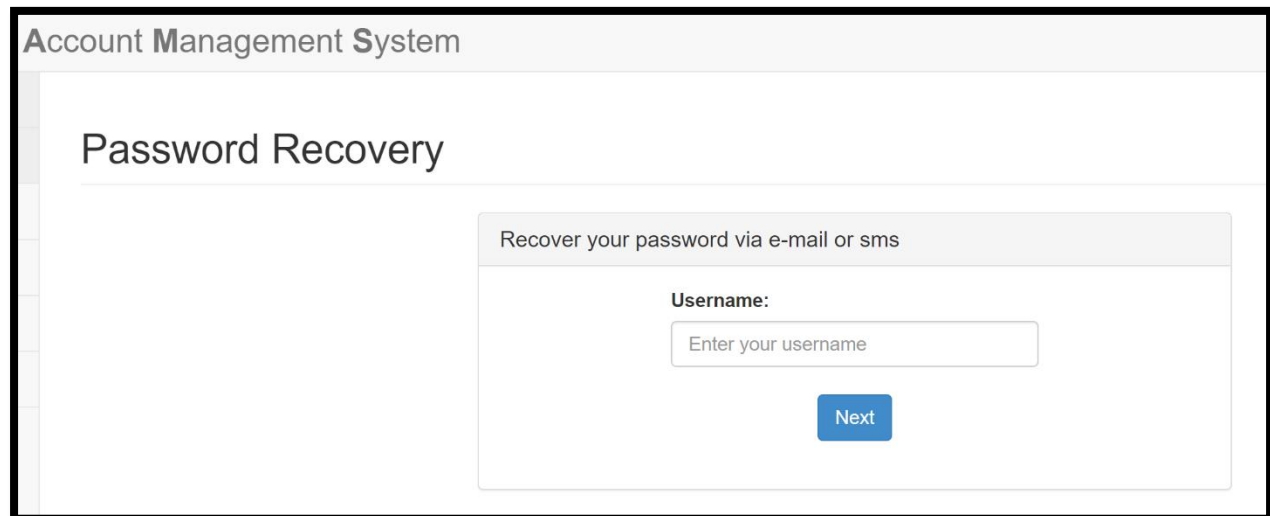 Account Management System
Password Recovery
Recover your password via e-mail or sms
Username:
Enter your username
Next